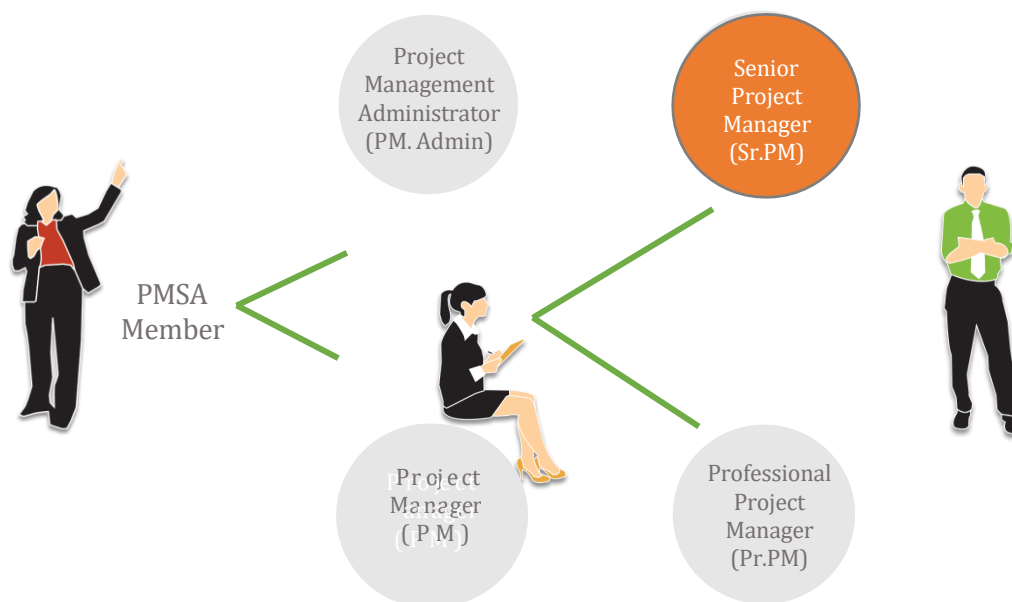 Project
Management
Administrator
(PM. Admin)
Senior
Project
Manager
(Sr.PM)
PMSA
Member
Project
Manager
(PM)
Professional
Project
Manager
(Pr.PM)